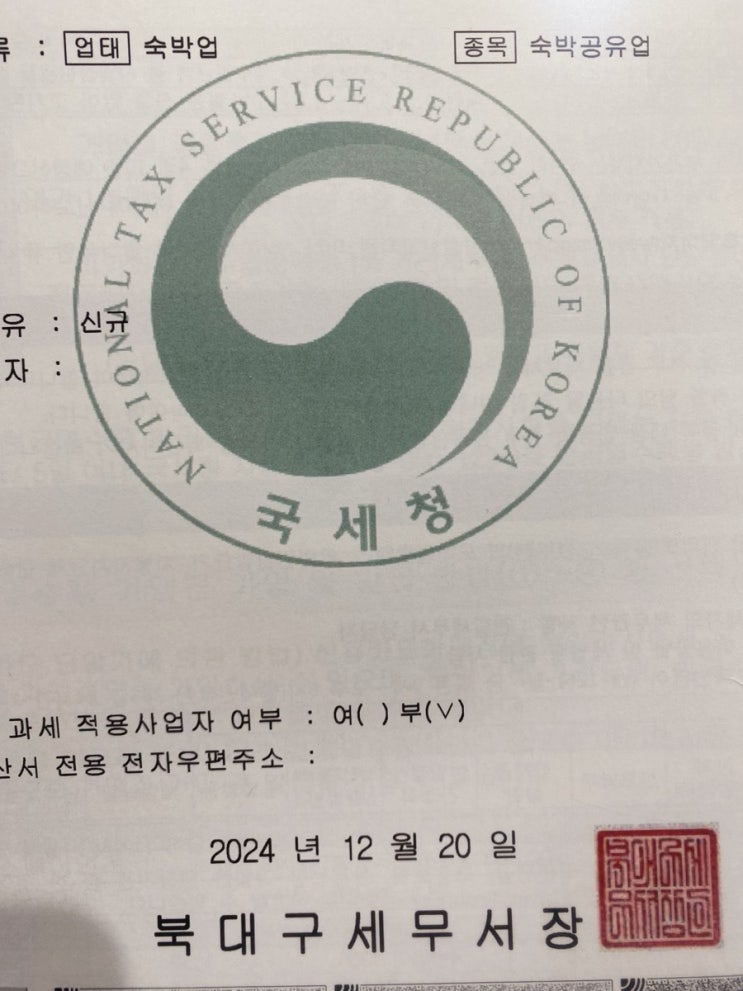 류 : 업태 숙박업 종목 숙박공유업
NATIONAL TAX SERVICE REPUBLIC OF KOREA
유 : 신규
자 :
국세청
과세 적용사업자 여부 : 여( ) 부(∨)
산서 전용 전자우편주소 :
2024 년 12 월 20 일
북대구세무서장